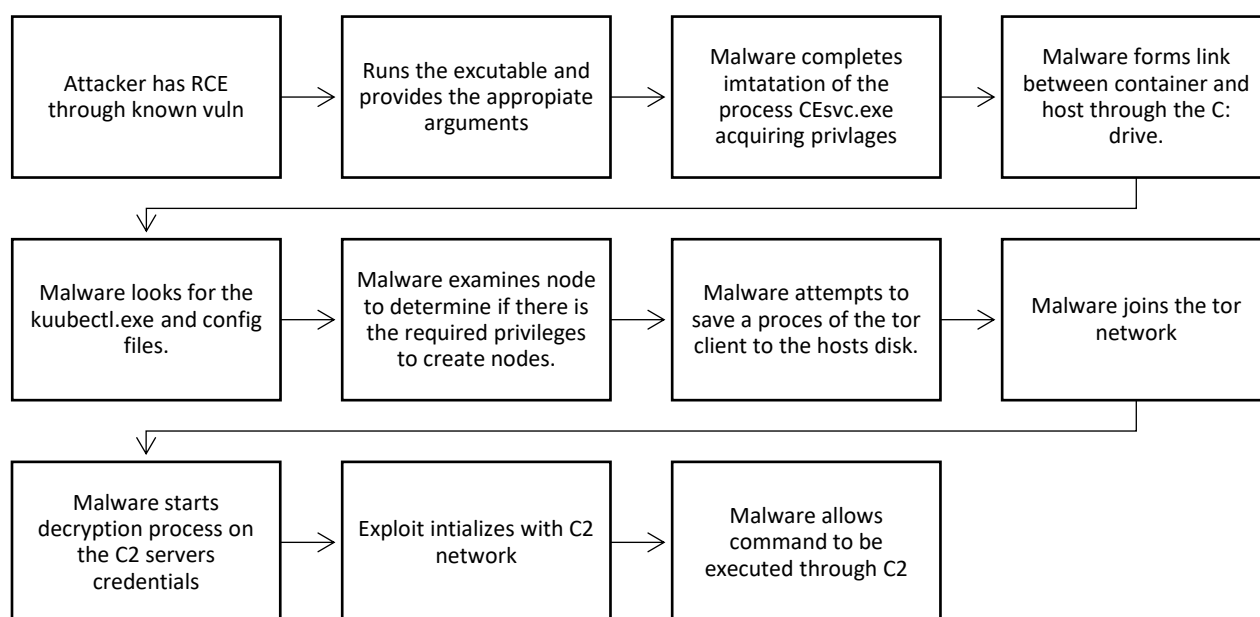 Attacker has RCE
through known vuln
Runs the excutable and
provides the appropiate
arguments
Malware completes
imtatation of the
process CEsvc.exe
acquiring privlages
Malware forms link
between container and
host through the C:
drive.
Malware looks for the
kuubectl.exe and config
files.
Malware examines node
to determine if there is
the required privileges
to create nodes.
Malware attempts to
save a proces of the tor
client to the hosts disk.
Malware joins the tor
network
Malware starts
decryption process on
the C2 servers
credentials
Exploit intializes with C2
network
Malware allows
command to be
executed through C2